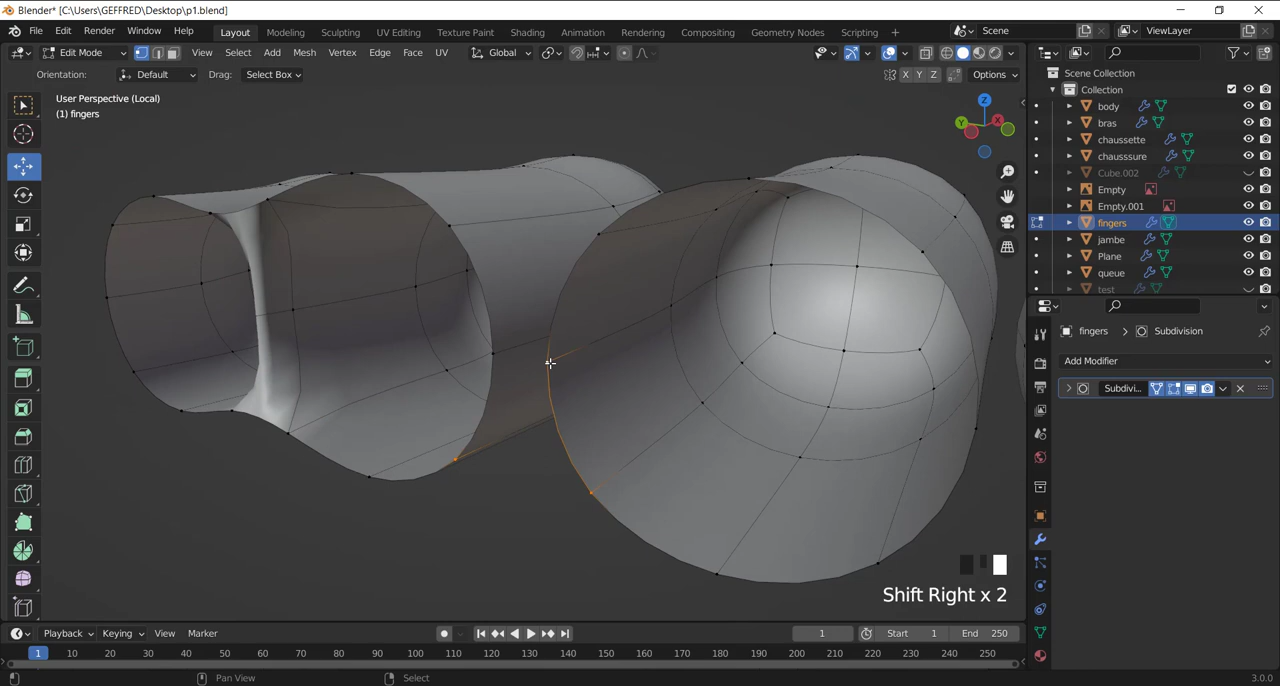 Blender* [C:\Users\GEFFRED\Desktop\p1.blend]
File Edit Render Window Help Layout Modeling Sculpting UV Editing Texture Paint Shading Animation Rendering Compositing Geometry Nodes Scripting + Scene ViewLayer
Edit Mode View Select Add Mesh Vertex Edge Face UV Global
Orientation: Default Drag: Select Box X Y Z Options
User Perspective (Local)
(1) fingers
Z
Y
X
Scene Collection
Collection
body
bras
chaussette
chausssure
Cube.002
Empty
Empty.001
fingers
jambe
Plane
queue
test
fingers Subdivision
Add Modifier
Subdivi...
Shift Right x 2
Playback Keying View Marker 1 Start 1 End 250
1 10 20 30 40 50 60 70 80 90 100 110 120 130 140 150 160 170 180 190 200 210 220 230 240 250
Pan View Select 3.0.0